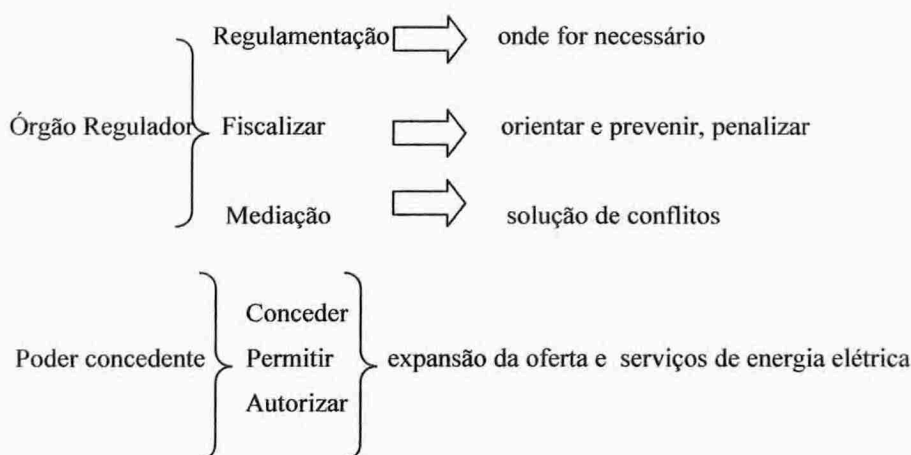 Regulamentação onde for necessário
Órgão Regulador Fiscalizar orientar e prevenir, penalizar
Mediação solução de conflitos
Conceder
Poder concedente Permitir expansão da oferta e serviços de energia elétrica
Autorizar